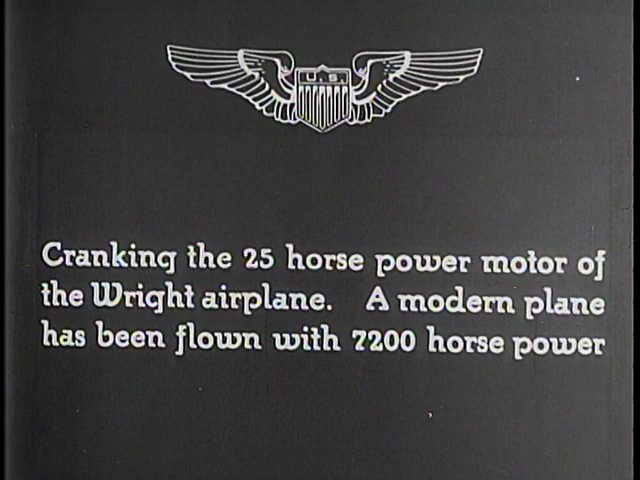 U.S.
Cranking the 25 horse power motor of
the Wright airplane. A modern plane
has been flown with 7200 horse power